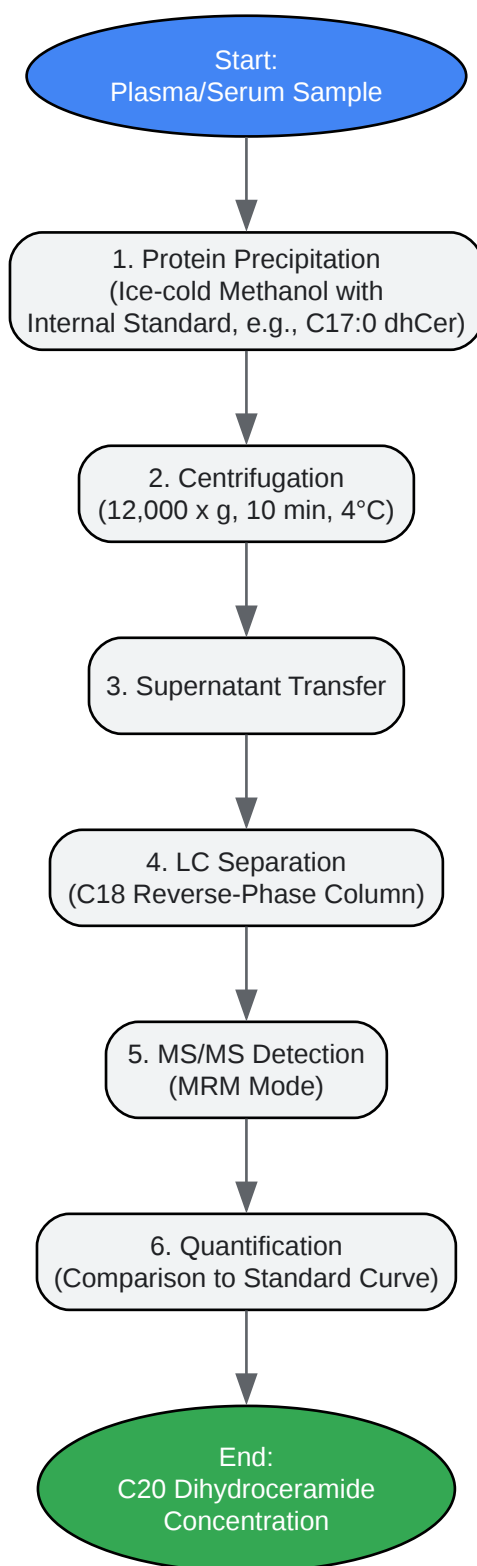 Start:
Plasma/Serum Sample
1. Protein Precipitation
(Ice-cold Methanol with
Internal Standard, e.g., C17:0 dhCer)
2. Centrifugation
(12,000 x g, 10 min, 4°C)
3. Supernatant Transfer
4. LC Separation
(C18 Reverse-Phase Column)
5. MS/MS Detection
(MRM Mode)
6. Quantification
(Comparison to Standard Curve)
End:
C20 Dihydroceramide
Concentration